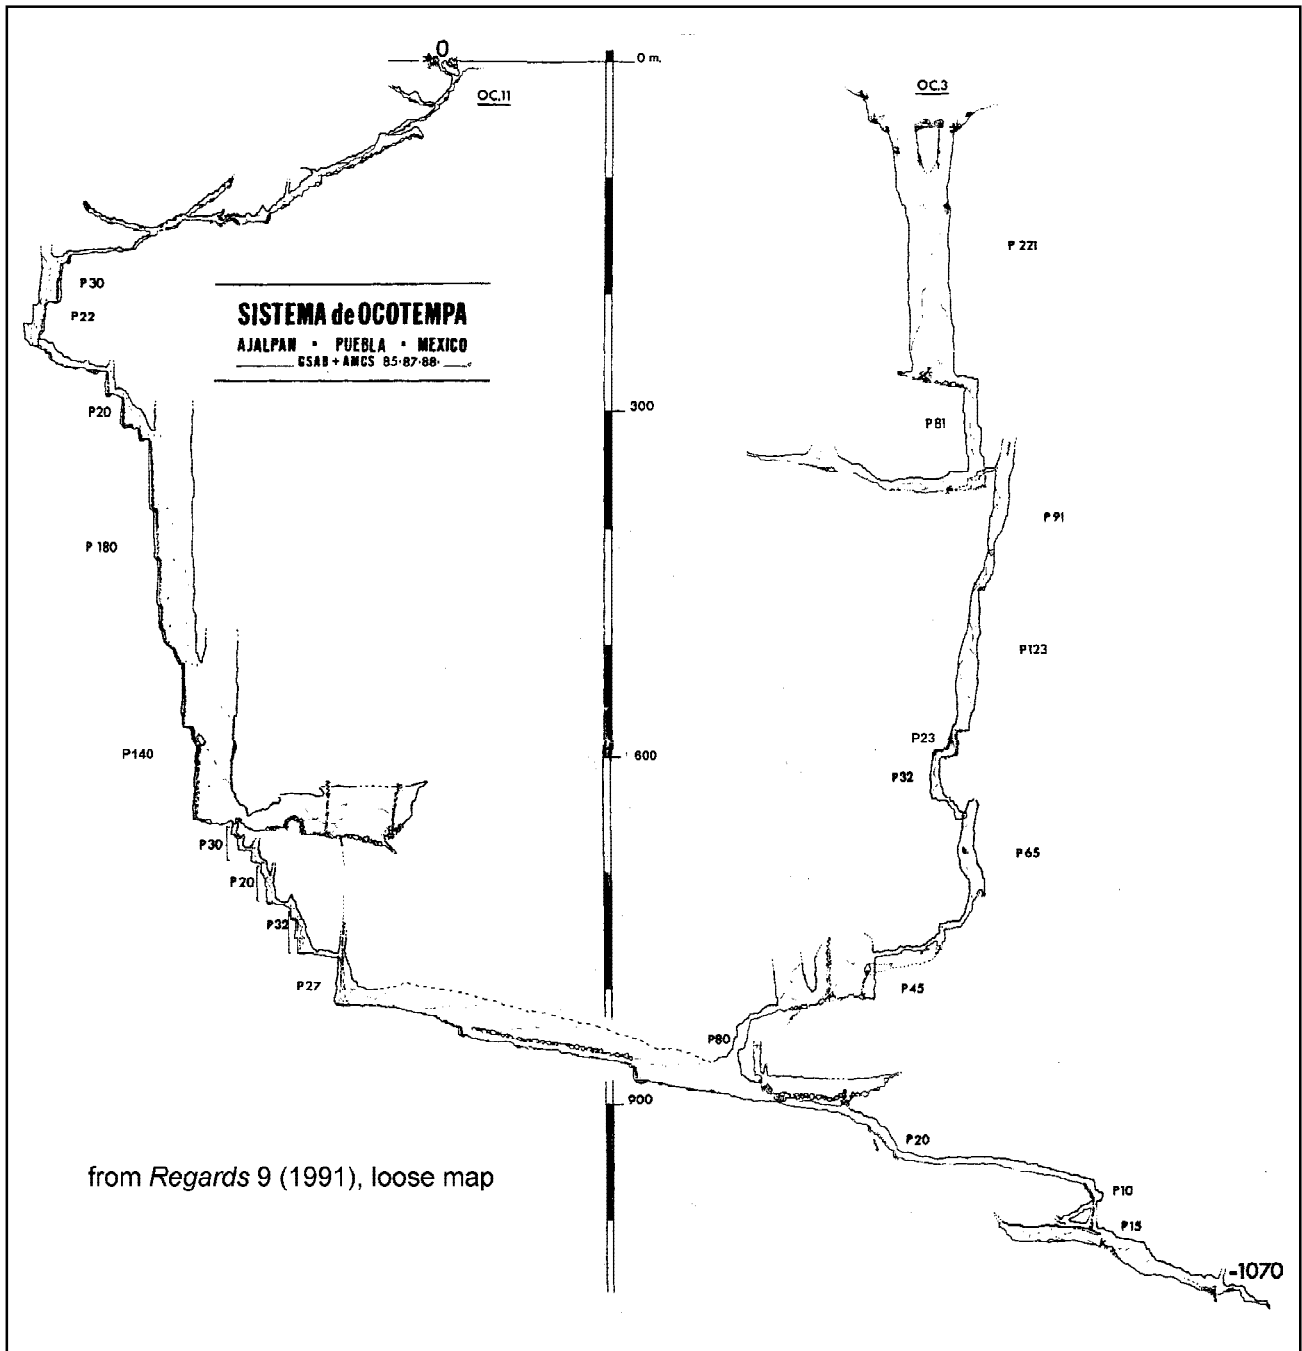 0
0 m.
OC.11
OC.3
P 221
P30
P22
SISTEMA de OCOTEMPA
AJALPAN · PUEBLA · MEXICO
GSAB + AMCS 85·87·88·
300
P20
P81
P 91
P 180
P123
P23
P140
600
P32
P30
P65
P20
P32
P27
P45
P80
900
P20
from Regards 9 (1991), loose map
P10
P15
-1070